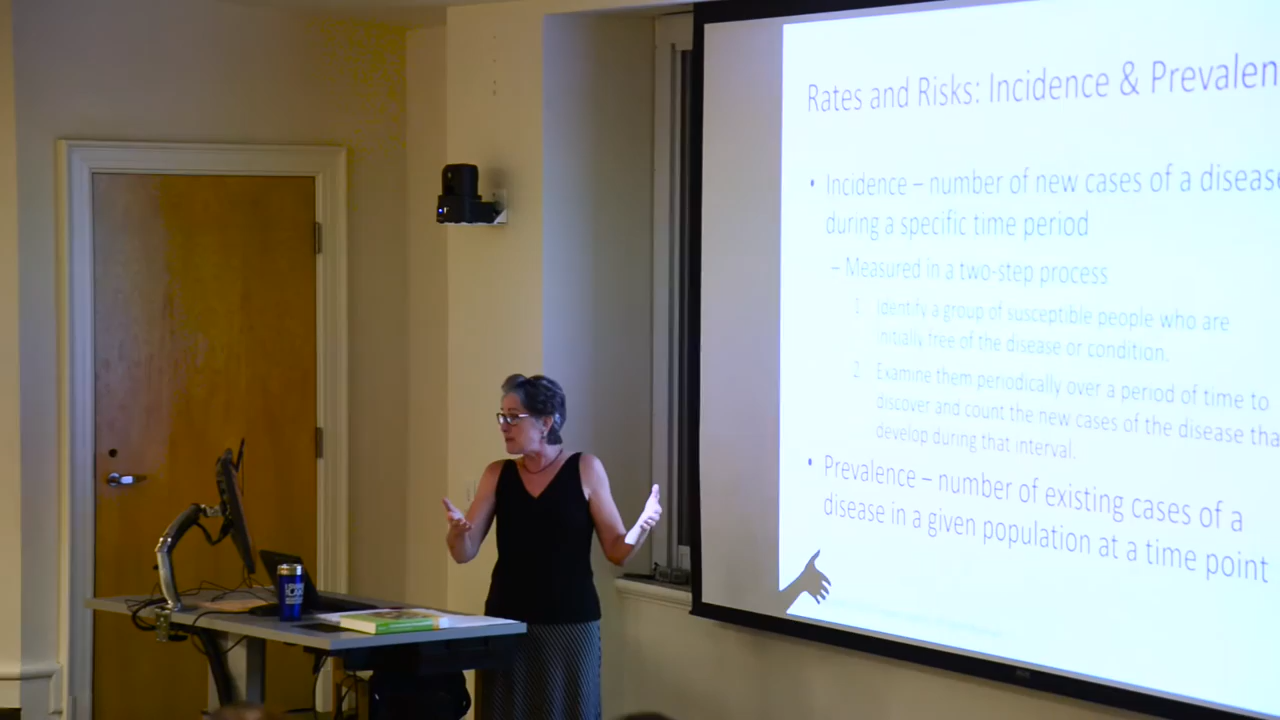 Rates and Risks: Incidence & Prevalen
• Incidence – number of new cases of a disease
during a specific time period
– Measured in a two-step process
1. Identify a group of susceptible people who are
initially free of the disease or condition.
2. Examine them periodically over a period of time to
discover and count the new cases of the disease tha
develop during that interval.
• Prevalence – number of existing cases of a
disease in a given population at a time point